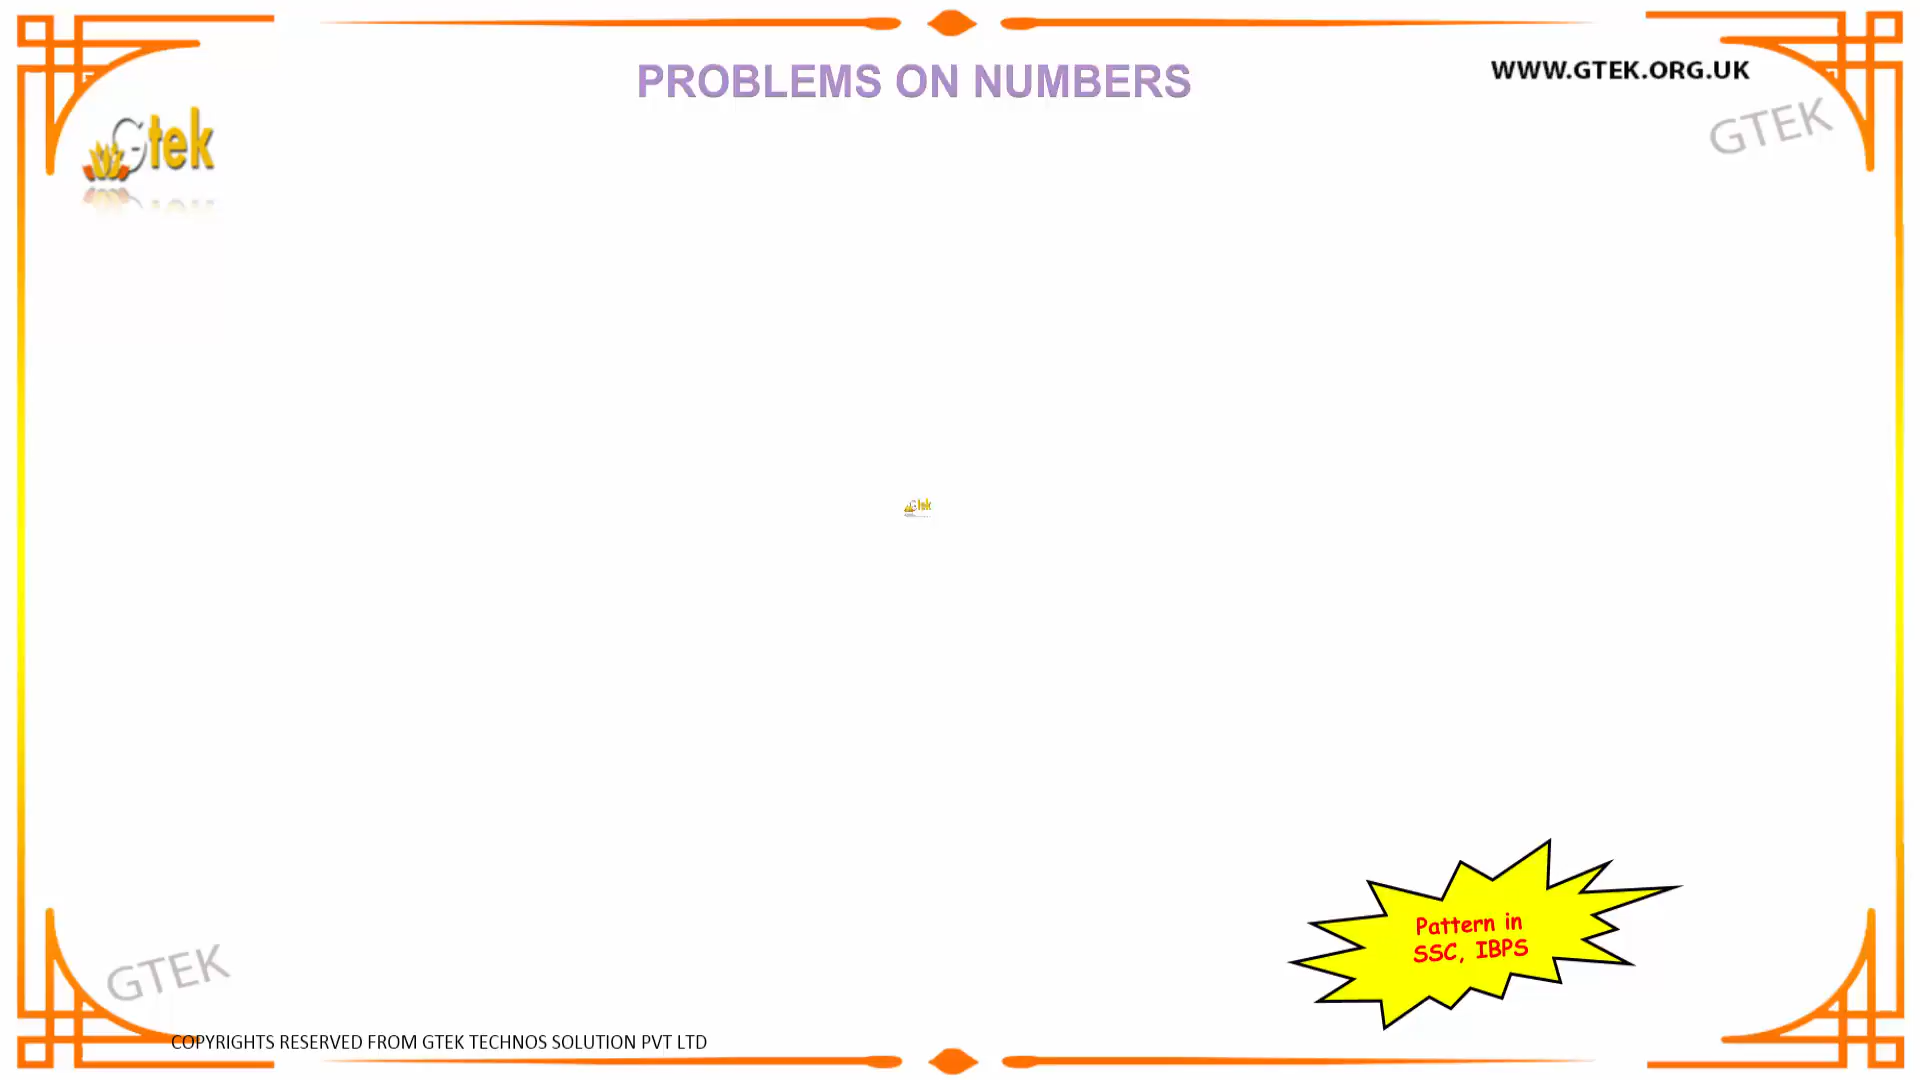 PROBLEMS ON NUMBERS
WWW.GTEK.ORG.UK
GTEK
Gtek
Gtek
Pattern in
SSC, IBPS
GTEK
COPYRIGHTS RESERVED FROM GTEK TECHNOS SOLUTION PVT LTD